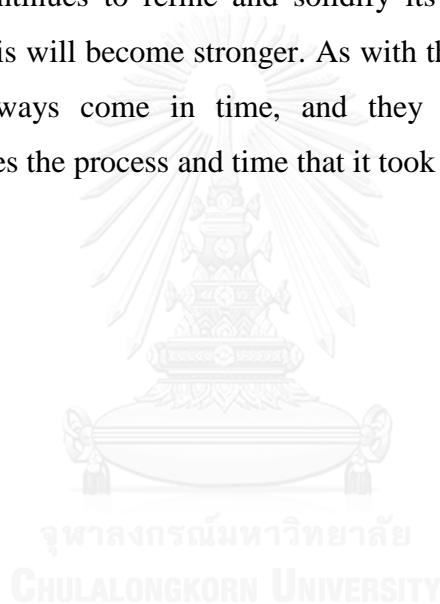 ntinues to refine and solidify its
is will become stronger. As with th
ways come in time, and they
es the process and time that it took
จุฬาลงกรณ์มหาวิทยาลัย
CHULALONGKORN UNIVERSITY